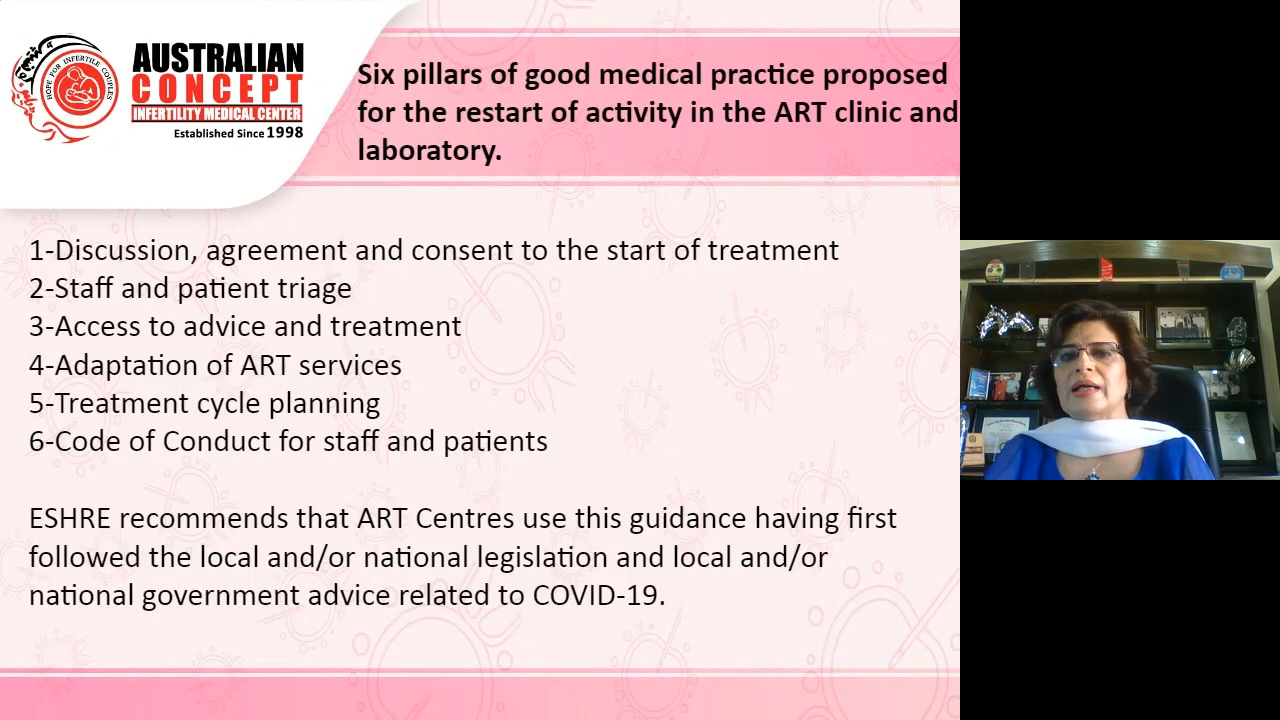 HOPE FOR INFERTILE COUPLES
AUSTRALIAN
CONCEPT
INFERTILITY MEDICAL CENTER
Established Since 1998
Six pillars of good medical practice proposed
for the restart of activity in the ART clinic and
laboratory.
1-Discussion, agreement and consent to the start of treatment
2-Staff and patient triage
3-Access to advice and treatment
4-Adaptation of ART services
5-Treatment cycle planning
6-Code of Conduct for staff and patients
ESHRE recommends that ART Centres use this guidance having first
followed the local and/or national legislation and local and/or
national government advice related to COVID-19.